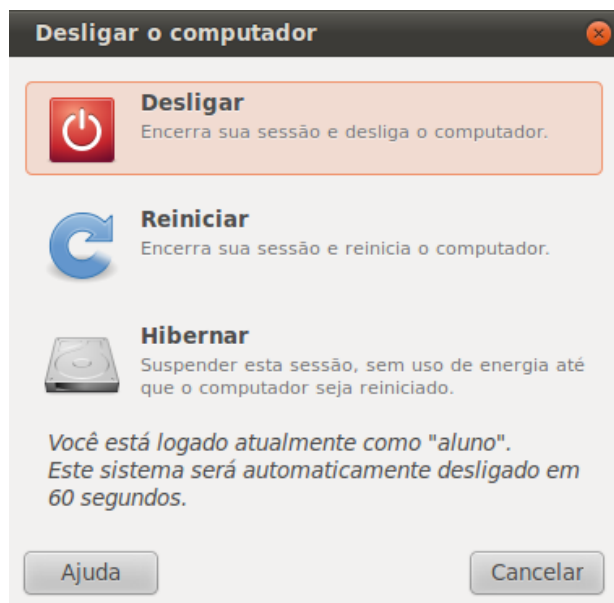 Desligar o computador
Desligar
Encerra sua sessão e desliga o computador.
Reiniciar
Encerra sua sessão e reinicia o computador.
Hibernar
Suspender esta sessão, sem uso de energia até
que o computador seja reiniciado.
Você está logado atualmente como "aluno".
Este sistema será automaticamente desligado em
60 segundos.
Ajuda
Cancelar